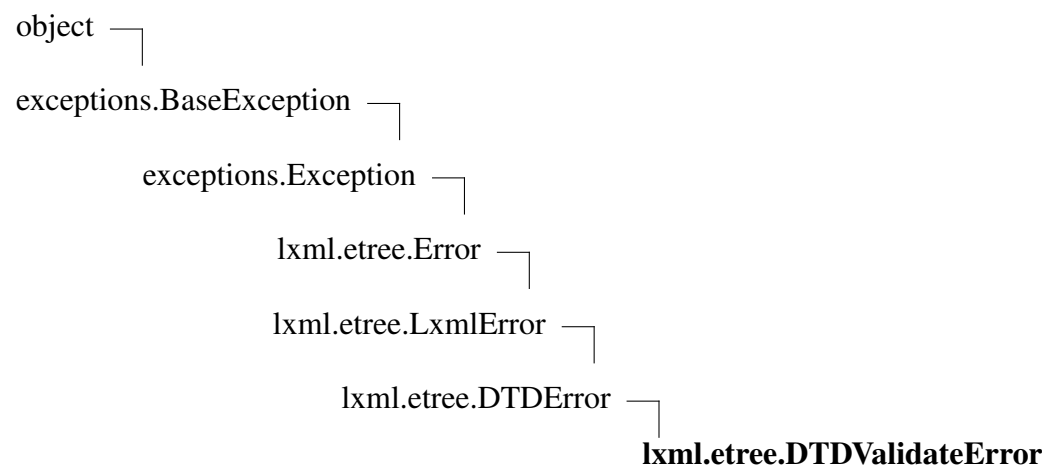 object
exceptions.BaseException
exceptions.Exception
lxml.etree.Error
lxml.etree.LxmlError
lxml.etree.DTDError
lxml.etree.DTDValidateError